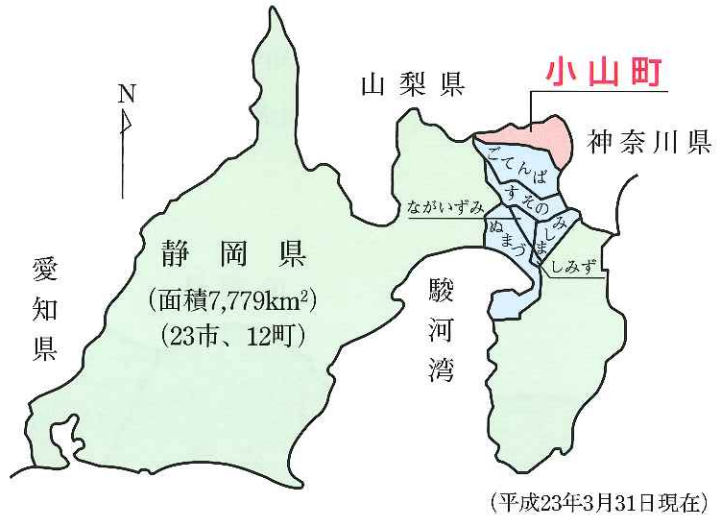 小山町
山梨県
N
神奈川県
ごてんば
すその
ながいずみ
みしま
ぬまづ
しみず
静岡県
(面積7,779km²)
(23市、12町)
愛知県
駿河湾
(平成23年3月31日現在)